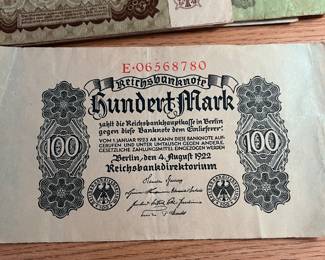 E·06568780
Reichsbanknote
Hundert Mark
zahlt die Reichsbankhauptkasse in Berlin
gegen diese Banknote dem Einlieferer.
VOM 1. JANUAR 1923 AB KANN DIESE BANKNOTE AUF-
GERUFEN UND UNTER UMTAUSCH GEGEN ANDERE
GESETZLICHE ZAHLUNGSMITTEL EINGEZOGEN WERDEN
100
100
Berlin, den 4. August 1922
Reichsbankdirektorium